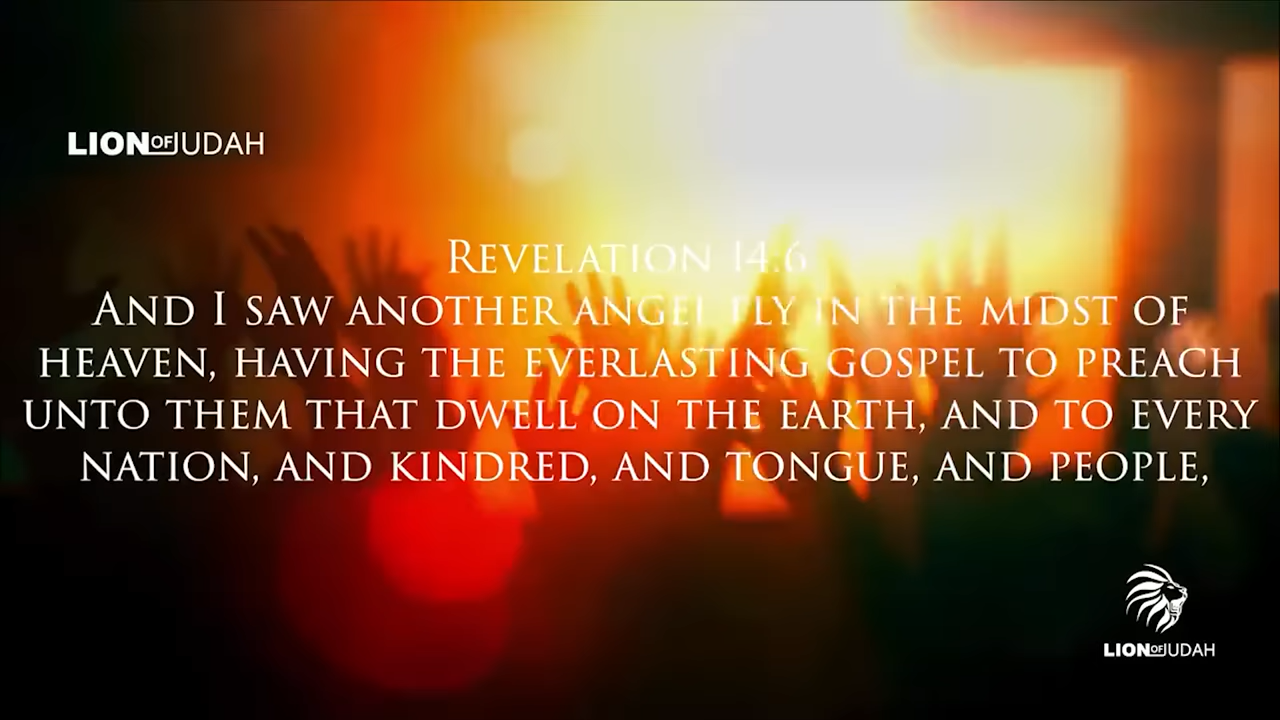 LION OF JUDAH
REVELATION 14.6
AND I SAW ANOTHER ANGEL FLY IN THE MIDST OF
HEAVEN, HAVING THE EVERLASTING GOSPEL TO PREACH
UNTO THEM THAT DWELL ON THE EARTH, AND TO EVERY
NATION, AND KINDRED, AND TONGUE, AND PEOPLE,
LION OF JUDAH